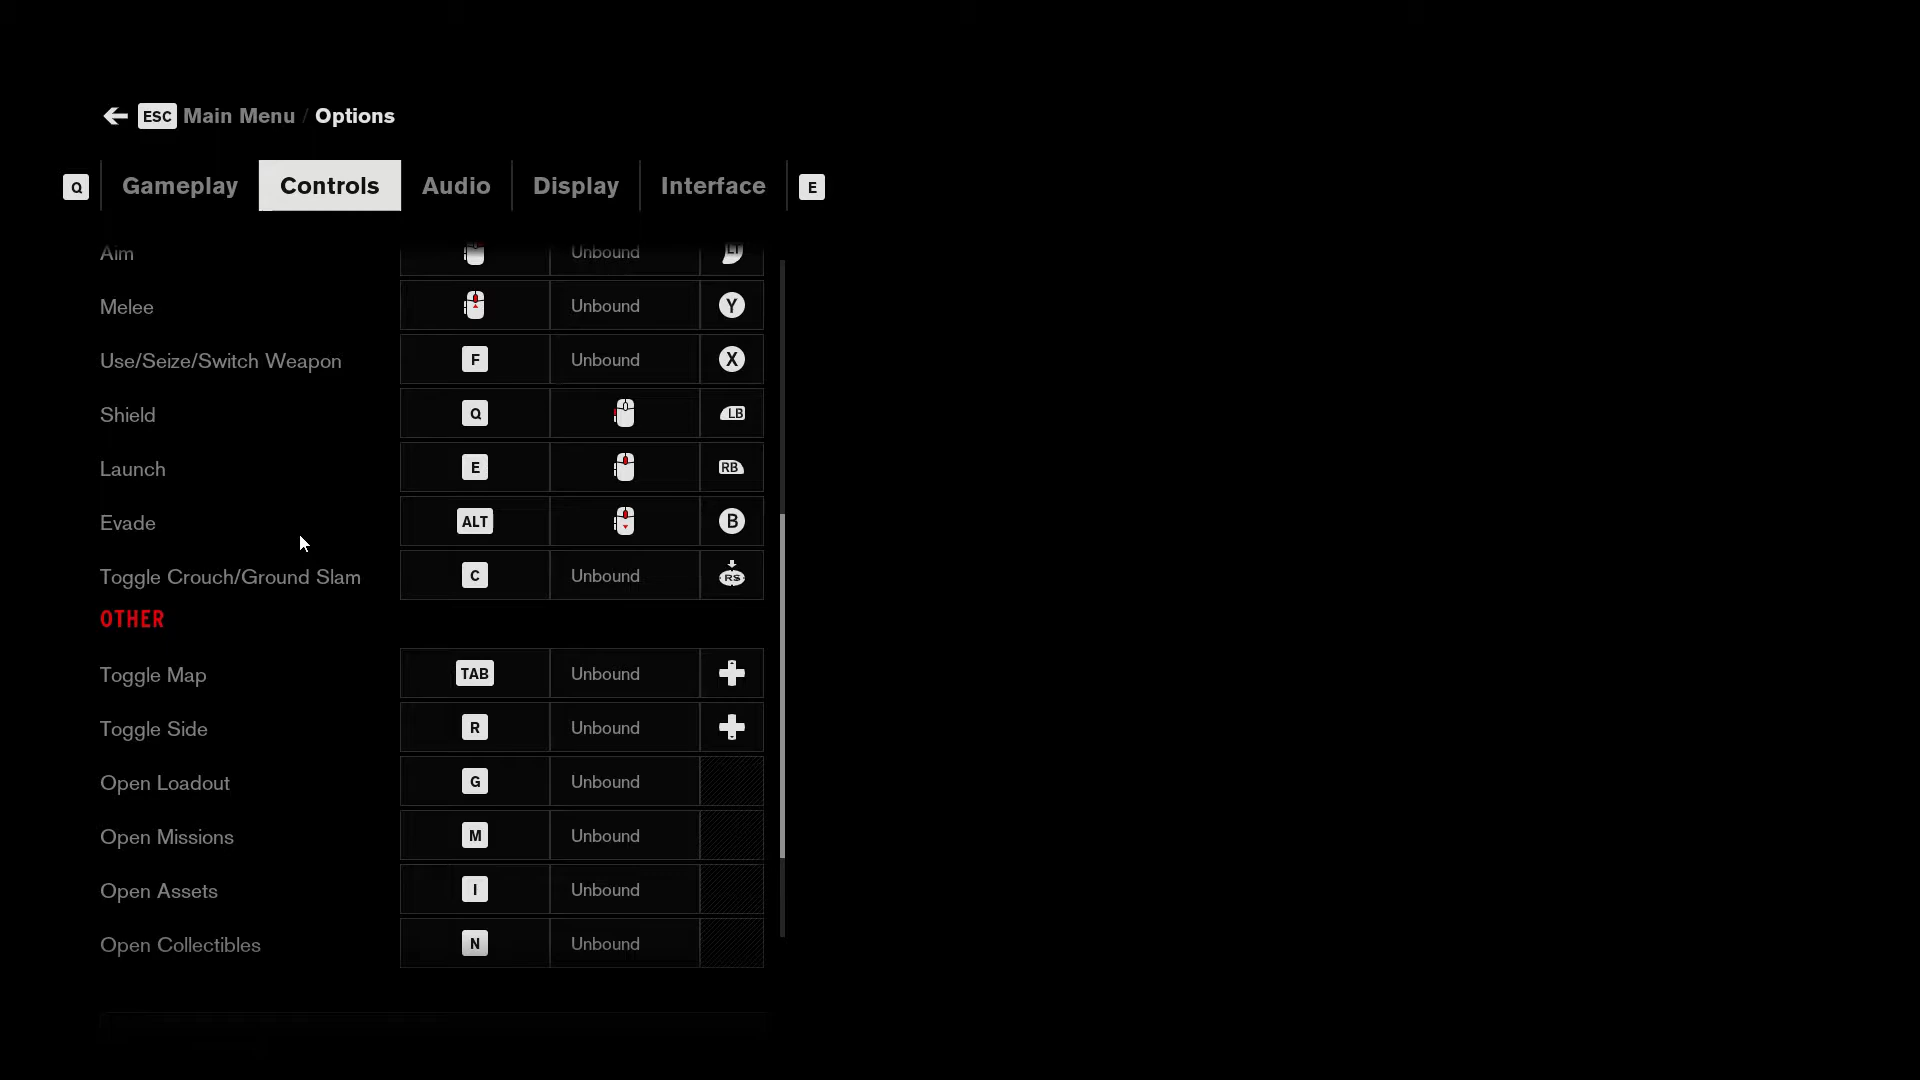 ESC Main Menu / Options
Q Gameplay Controls Audio Display Interface E
Aim Unbound LT
Melee Unbound Y
Use/Seize/Switch Weapon F Unbound X
Shield Q LB
Launch E RB
Evade ALT B
Toggle Crouch/Ground Slam C Unbound RS
OTHER
Toggle Map TAB Unbound
Toggle Side R Unbound
Open Loadout G Unbound
Open Missions M Unbound
Open Assets I Unbound
Open Collectibles N Unbound